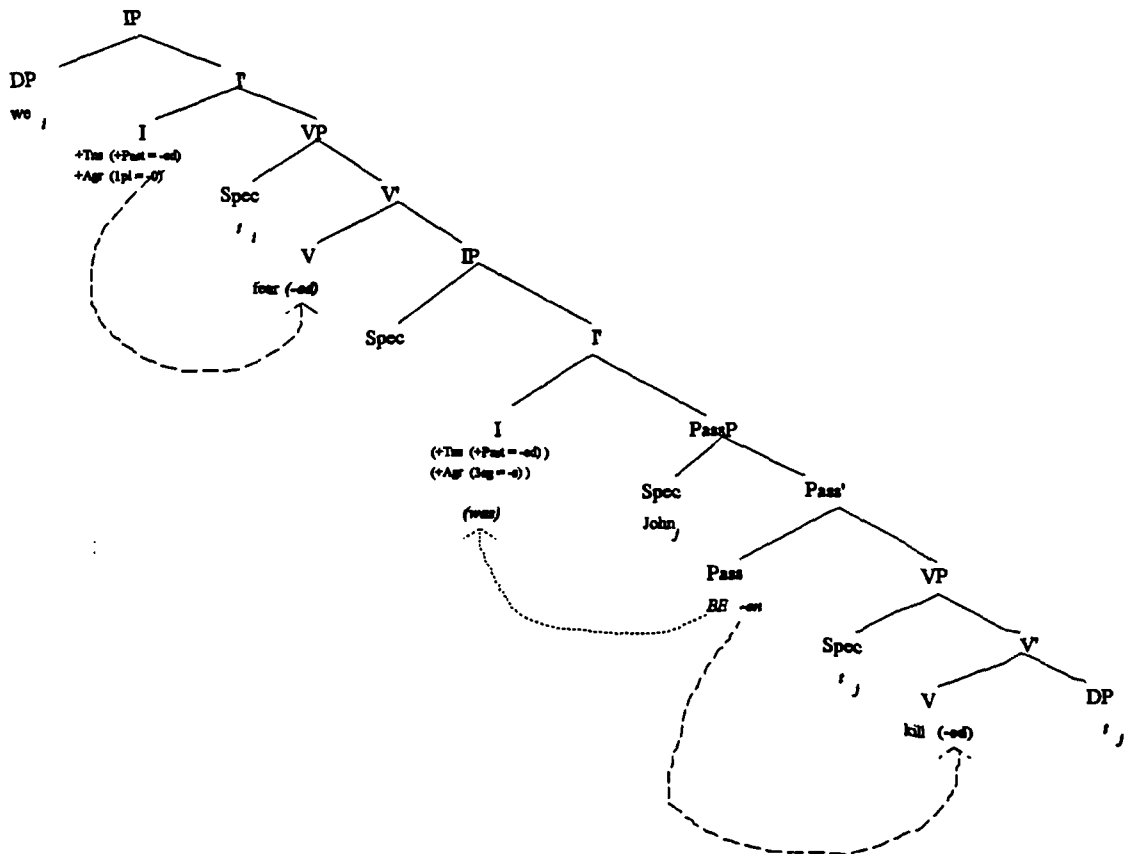 IP
DP
we i
I'
I
+Tns (+Past = -ed)
+Agr (1pl = -0)
VP
Spec
t i
V'
V
fear (-ed)
IP
Spec
I'
I
(+Tns (+Past = -ed) )
(+Agr (3sg = -s) )
(was)
PassP
Spec
John j
Pass'
Pass
BE -en
VP
Spec
t j
V'
V
kill (-ed)
DP
t j